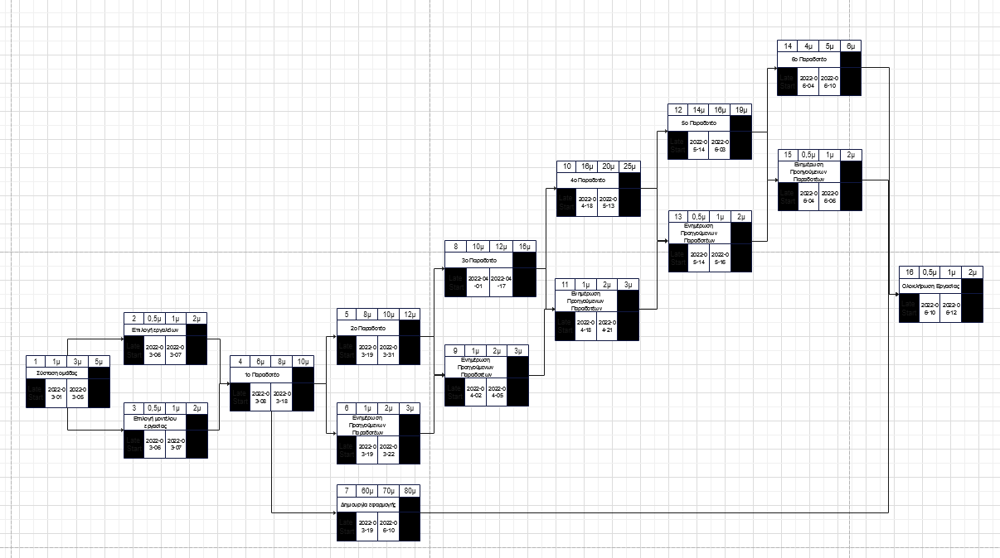 14 4μ 5μ 6μ
6ο Παραδοτέο
Late 2022-0 2022-0
Start 6-04 6-10
12 14μ 16μ 19μ
5ο Παραδοτέο
Late 2022-0 2022-0
Start 5-14 6-03
15 0,5μ 1μ 2μ
Ενημέρωση
Προηγούμενων
Παραδοτέων
Late 2022-0 2022-0
Start 6-04 6-06
10 16μ 20μ 25μ
4ο Παραδοτέο
Late 2022-0 2022-0
Start 4-18 5-13
13 0,5μ 1μ 2μ
Ενημέρωση
Προηγούμενων
Παραδοτέων
Late 2022-0 2022-0
Start 5-14 5-16
8 10μ 12μ 16μ
3ο Παραδοτέο
Late 2022-04 2022-04
Start -01 -17
16 0,5μ 1μ 2μ
Ολοκλήρωση Εργασίας
Late 2022-0 2022-0
Start 6-10 6-12
11 1μ 2μ 3μ
Ενημέρωση
Προηγούμενων
Παραδοτέων
Late 2022-0 2022-0
Start 4-18 4-21
5 8μ 10μ 12μ
2ο Παραδοτέο
Late 2022-0 2022-0
Start 3-19 3-31
2 0,5μ 1μ 2μ
Επιλογή εργαλείων
Late 2022-0 2022-0
Start 3-06 3-07
9 1μ 2μ 3μ
Ενημέρωση
Προηγούμενων
Παραδοτέων
Late 2022-0 2022-0
Start 4-02 4-05
1 1μ 3μ 5μ
Σύσταση ομάδας
Late 2022-0 2022-0
Start 3-01 3-05
4 6μ 8μ 10μ
1ο Παραδοτέο
Late 2022-0 2022-0
Start 3-08 3-18
3 0,5μ 1μ 2μ
Επιλογή μοντέλου
εργασίας
Late 2022-0 2022-0
Start 3-06 3-07
6 1μ 2μ 3μ
Ενημέρωση
Προηγούμενων
Παραδοτέων
Late 2022-0 2022-0
Start 3-19 3-22
7 60μ 70μ 80μ
Δημιουργία εφαρμογής
Late 2022-0 2022-0
Start 3-19 6-10